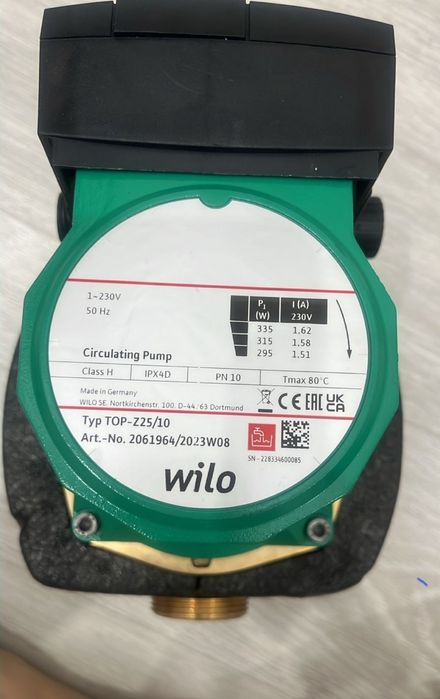 1~230V
50 Hz
P1 (W) I (A) 230V
335 1.62
315 1.58
295 1.51
Circulating Pump
Class H IPX4D PN 10 Tmax 80°C
Made in Germany
WILO SE. Nortkirchenstr. 100. D-44263 Dortmund
CE EAC UKCA
Typ TOP-Z25/10
Art.-No. 2061964/2023W08
SN - 228334600085
wilo